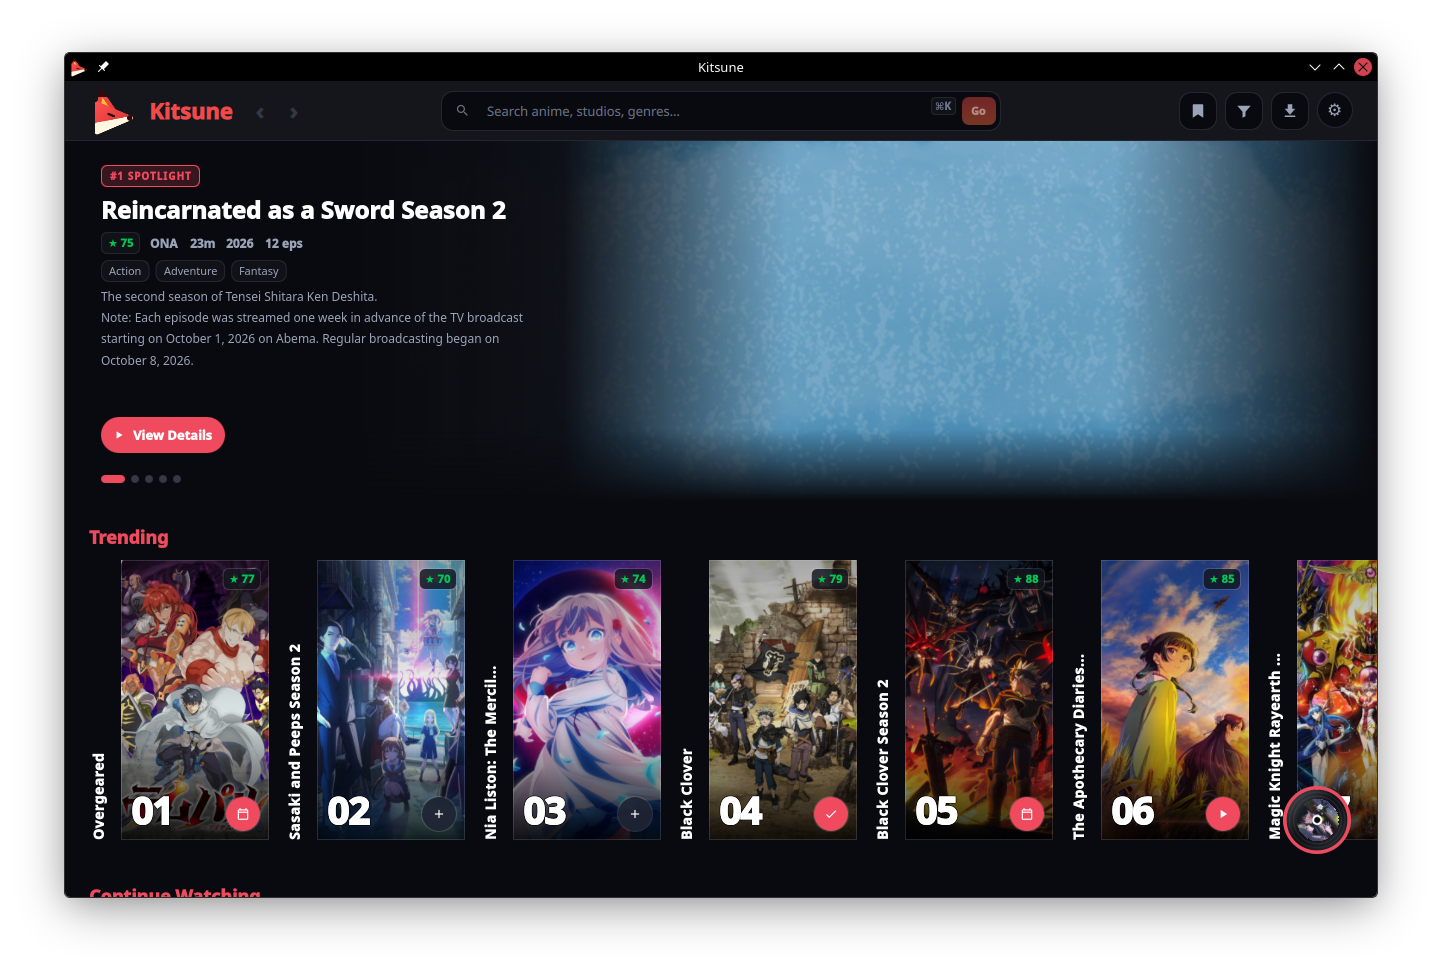 Kitsune
Kitsune
Search anime, studios, genres...
⌘K
Go
#1 SPOTLIGHT
Reincarnated as a Sword Season 2
★ 75 ONA 23m 2026 12 eps
Action Adventure Fantasy
The second season of Tensei Shitara Ken Deshita.
Note: Each episode was streamed one week in advance of the TV broadcast
starting on October 1, 2026 on Abema. Regular broadcasting began on
October 8, 2026.
View Details
Trending
Overgeared
★ 77
01
Sasaki and Peeps Season 2
★ 70
02
Nia Liston: The Mercil...
★ 74
03
Black Clover
★ 79
04
Black Clover Season 2
★ 88
05
The Apothecary Diaries...
★ 85
06
Magic Knight Rayearth ...
Continue Watching